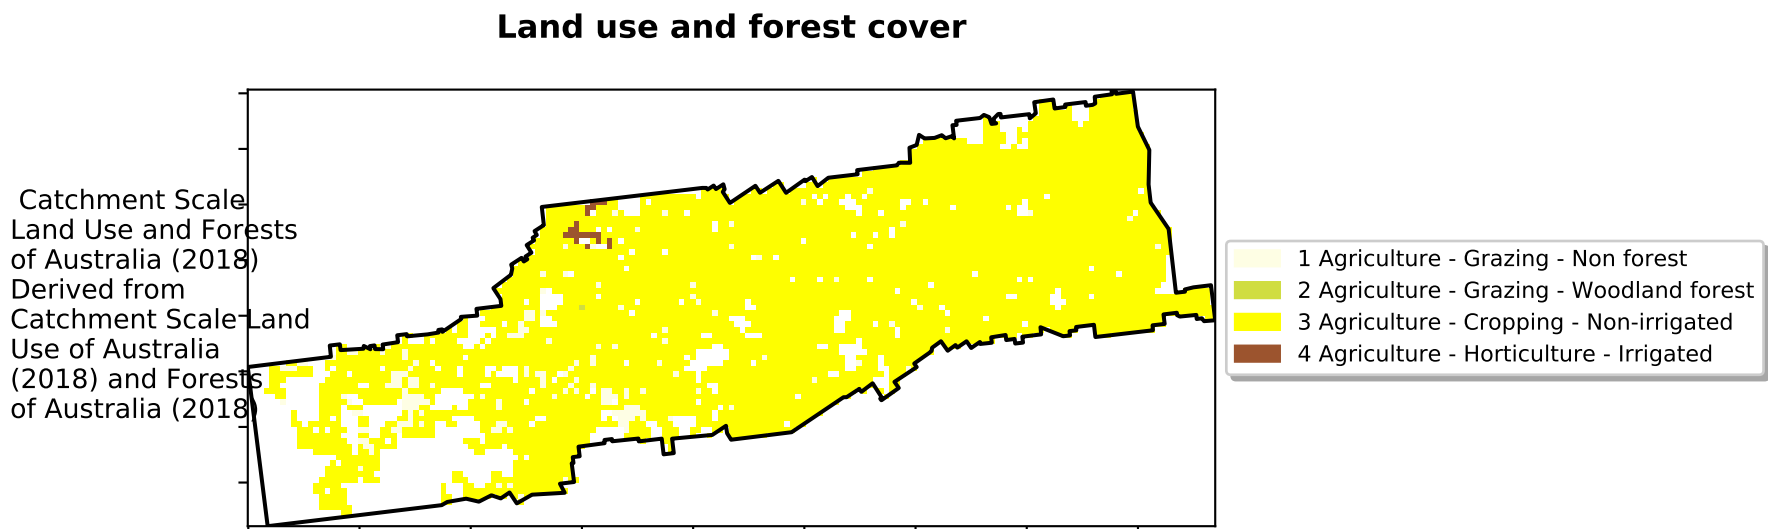 Land use and forest cover
Catchment Scale
Land Use and Forests
of Australia (2018)
Derived from
Catchment Scale Land
Use of Australia
(2018) and Forests
of Australia (2018)
1 Agriculture - Grazing - Non forest
2 Agriculture - Grazing - Woodland forest
3 Agriculture - Cropping - Non-irrigated
4 Agriculture - Horticulture - Irrigated